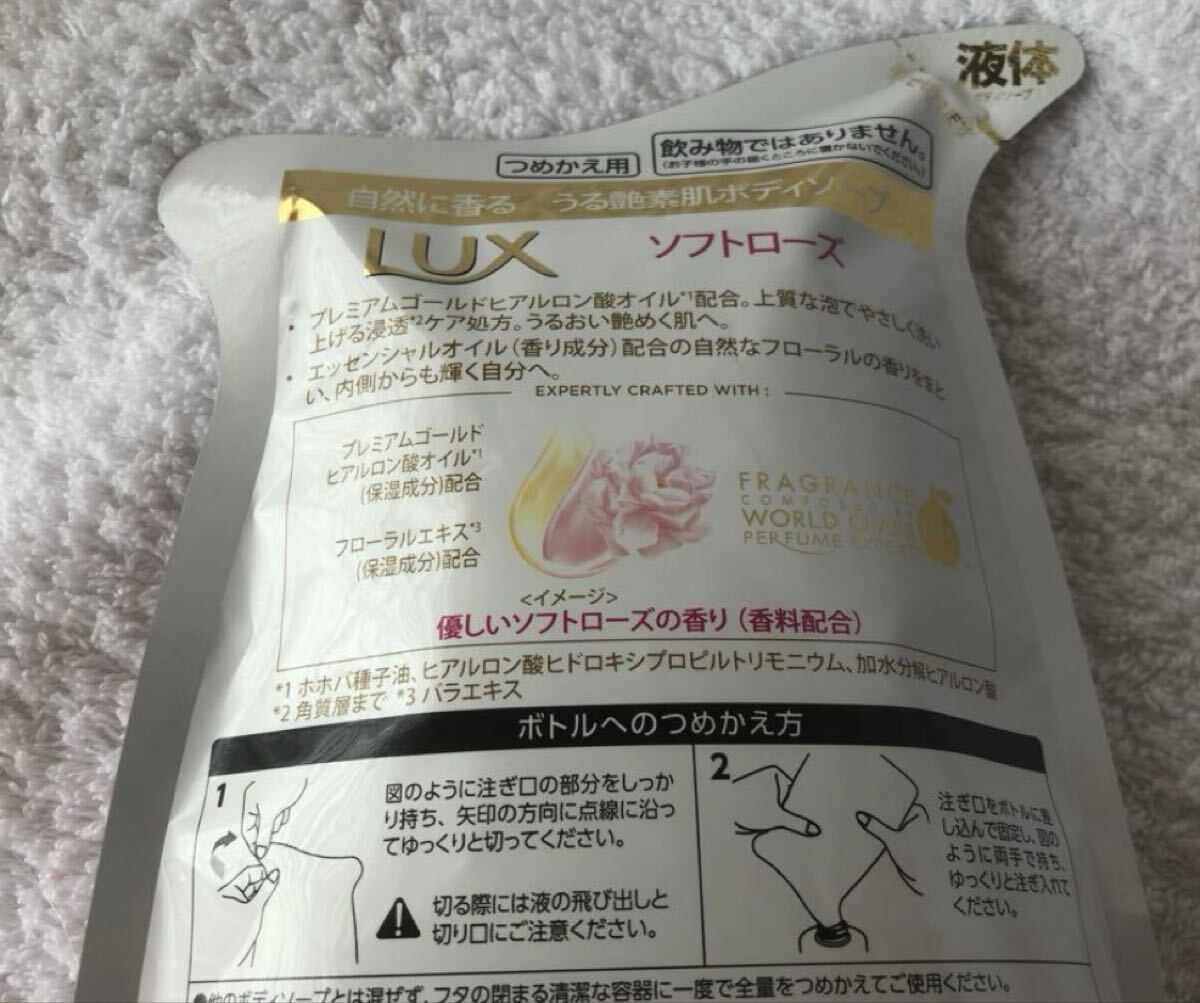 液体
つめかえ用
飲み物ではありません。
(お子様の手の届くところに置かないでください。)
自然に香る うる艶素肌ボディソープ
LUX ソフトローズ
・プレミアムゴールドヒアルロン酸オイル*1配合。上質な泡でやさしく洗い
上げる浸透*2ケア処方。うるおい艶めく肌へ。
・エッセンシャルオイル(香り成分)配合の自然なフローラルの香りをまと
い、内側からも輝く自分へ。
EXPERTLY CRAFTED WITH :
プレミアムゴールド
ヒアルロン酸オイル*1
(保湿成分)配合
フローラルエキス*3
(保湿成分)配合
FRAGRANCE
WORLD CLASS
PERFUME
<イメージ>
優しいソフトローズの香り(香料配合)
*1 ホホバ種子油、ヒアルロン酸ヒドロキシプロピルトリモニウム、加水分解ヒアルロン酸
*2 角質層まで *3 バラエキス
ボトルへのつめかえ方
1
図のように注ぎ口の部分をしっか
り持ち、矢印の方向に点線に沿っ
てゆっくりと切ってください。
切る際には液の飛び出しと
切り口にご注意ください。
2
注ぎ口をボトルに差
し込んで固定し、図の
ように両手で持ち、
ゆっくりと注ぎ入れて
ください。
●他のボディソープとは混ぜず、フタの閉まる清潔な容器に一度で全量をつめかえてご使用ください。